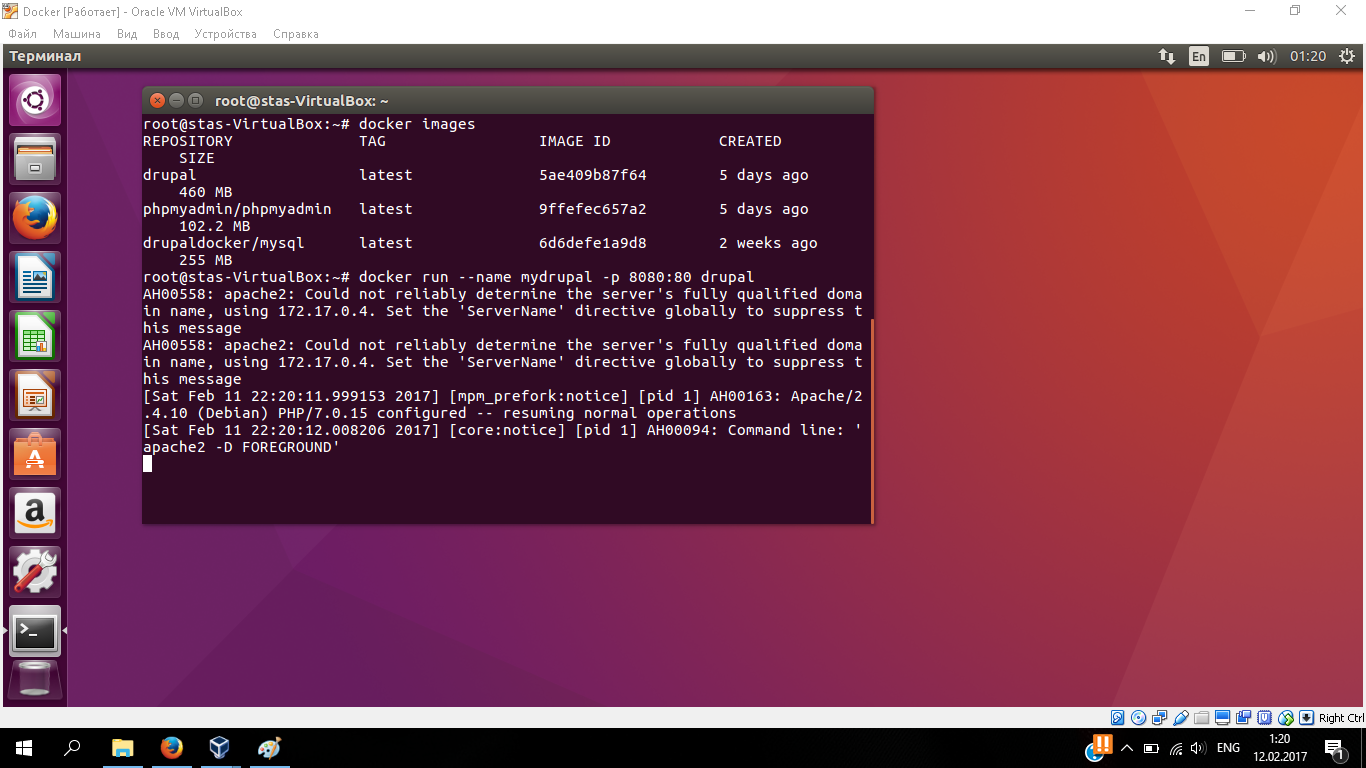 Docker [Работает] - Oracle VM VirtualBox
Файл Машина Вид Ввод Устройства Справка
Терминал En 01:20
root@stas-VirtualBox: ~
root@stas-VirtualBox:~# docker images
REPOSITORY TAG IMAGE ID CREATED
SIZE
drupal latest 5ae409b87f64 5 days ago
460 MB
phpmyadmin/phpmyadmin latest 9ffefec657a2 5 days ago
102.2 MB
drupaldocker/mysql latest 6d6defe1a9d8 2 weeks ago
255 MB
root@stas-VirtualBox:~# docker run --name mydrupal -p 8080:80 drupal
AH00558: apache2: Could not reliably determine the server's fully qualified doma
in name, using 172.17.0.4. Set the 'ServerName' directive globally to suppress t
his message
AH00558: apache2: Could not reliably determine the server's fully qualified doma
in name, using 172.17.0.4. Set the 'ServerName' directive globally to suppress t
his message
[Sat Feb 11 22:20:11.999153 2017] [mpm_prefork:notice] [pid 1] AH00163: Apache/2
.4.10 (Debian) PHP/7.0.15 configured -- resuming normal operations
[Sat Feb 11 22:20:12.008206 2017] [core:notice] [pid 1] AH00094: Command line: '
apache2 -D FOREGROUND'
Right Ctrl
ENG
1:20
12.02.2017
1